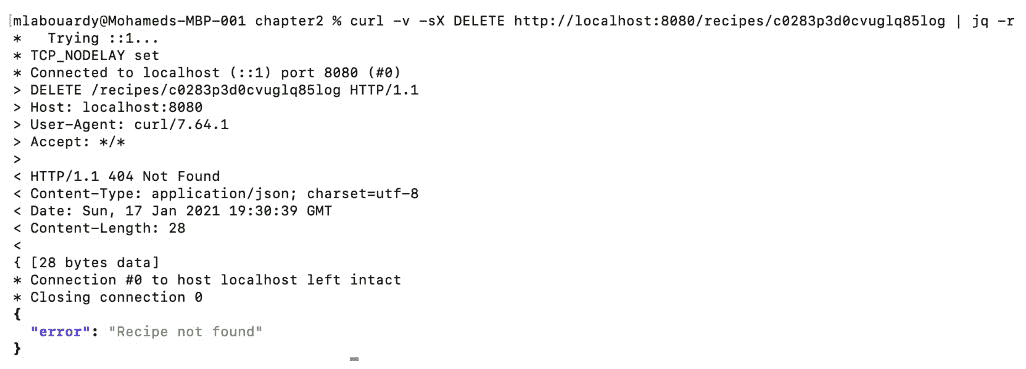 mlabouardy@Mohameds-MBP-001 chapter2 % curl -v -sX DELETE http://localhost:8080/recipes/c0283p3d0cvuglq85log | jq -r
*   Trying ::1...
* TCP_NODELAY set
* Connected to localhost (::1) port 8080 (#0)
> DELETE /recipes/c0283p3d0cvuglq85log HTTP/1.1
> Host: localhost:8080
> User-Agent: curl/7.64.1
> Accept: */*
>
< HTTP/1.1 404 Not Found
< Content-Type: application/json; charset=utf-8
< Date: Sun, 17 Jan 2021 19:30:39 GMT
< Content-Length: 28
<
{ [28 bytes data]
* Connection #0 to host localhost left intact
* Closing connection 0
{
  "error": "Recipe not found"
}